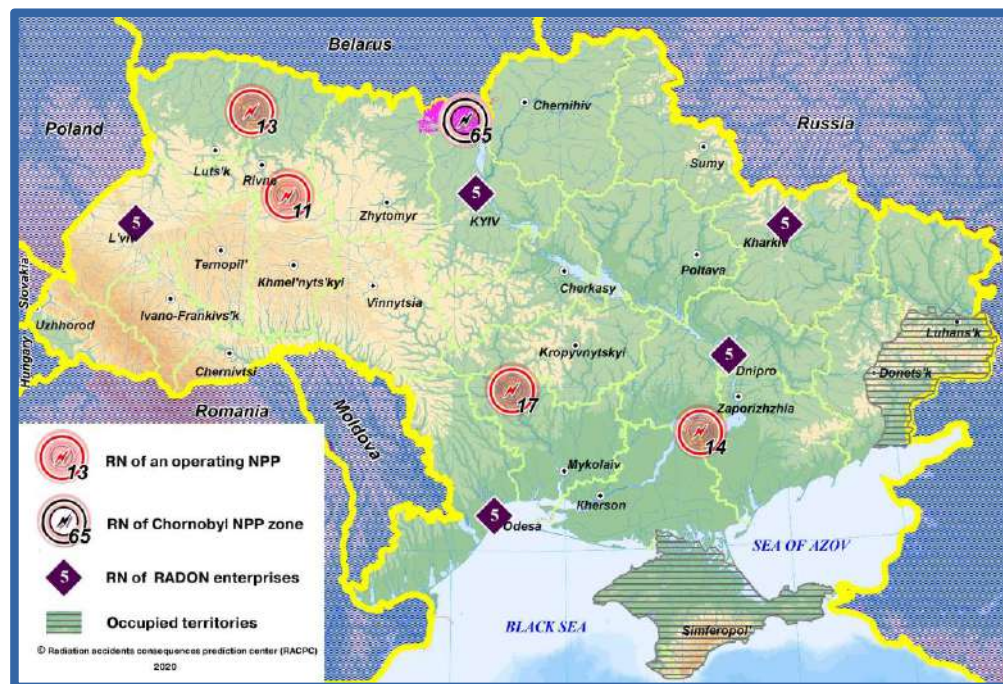 Belarus
Poland
Russia
13
65
Chernihiv
Luts'k
Rivne
Sumy
11
5
KYIV
Zhytomyr
5
L'viv
5
Kharkiv
Ternopil'
Khmel'nyts'kyi
Poltava
Cherkasy
Vinnytsia
Slovakia
Uzhhorod
Ivano-Frankivs'k
Luhans'k
Hungary
Chernivtsi
Kropyvnytskyi
5
Dnipro
Donets'k
17
Zaporizhzhia
14
Romania
Moldova
Mykolaiv
Kherson
5
Odesa
SEA OF AZOV
BLACK SEA
Simferopol'
13
RN of an operating NPP
65
RN of Chornobyl NPP zone
5
RN of RADON enterprises
Occupied territories
© Radiation accidents consequences prediction center (RACPC)
2020